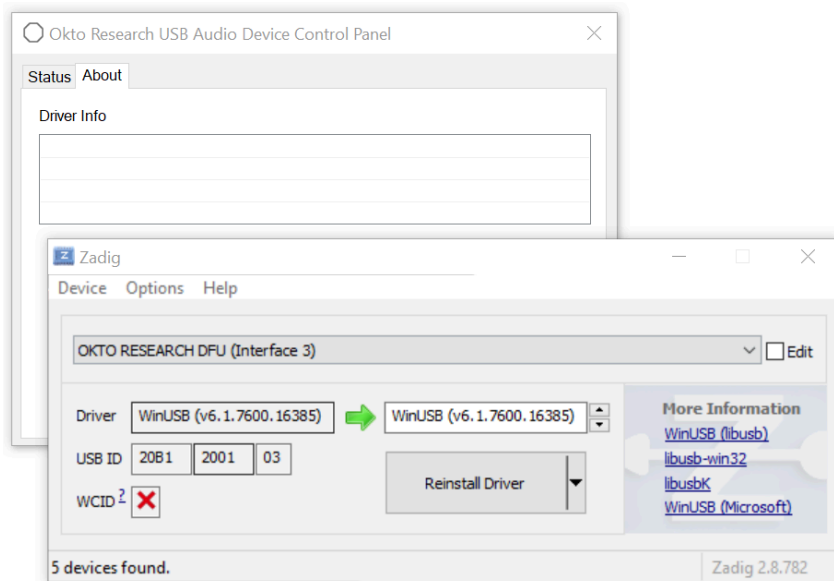 Okto Research USB Audio Device Control Panel
Status About
Driver Info
Zadig
Device Options Help
OKTO RESEARCH DFU (Interface 3)
Edit
Driver WinUSB (v6.1.7600.16385) WinUSB (v6.1.7600.16385)
USB ID 20B1 2001 03
WCID ?
Reinstall Driver
More Information
WinUSB (libusb)
libusb-win32
libusbK
WinUSB (Microsoft)
5 devices found.
Zadig 2.8.782